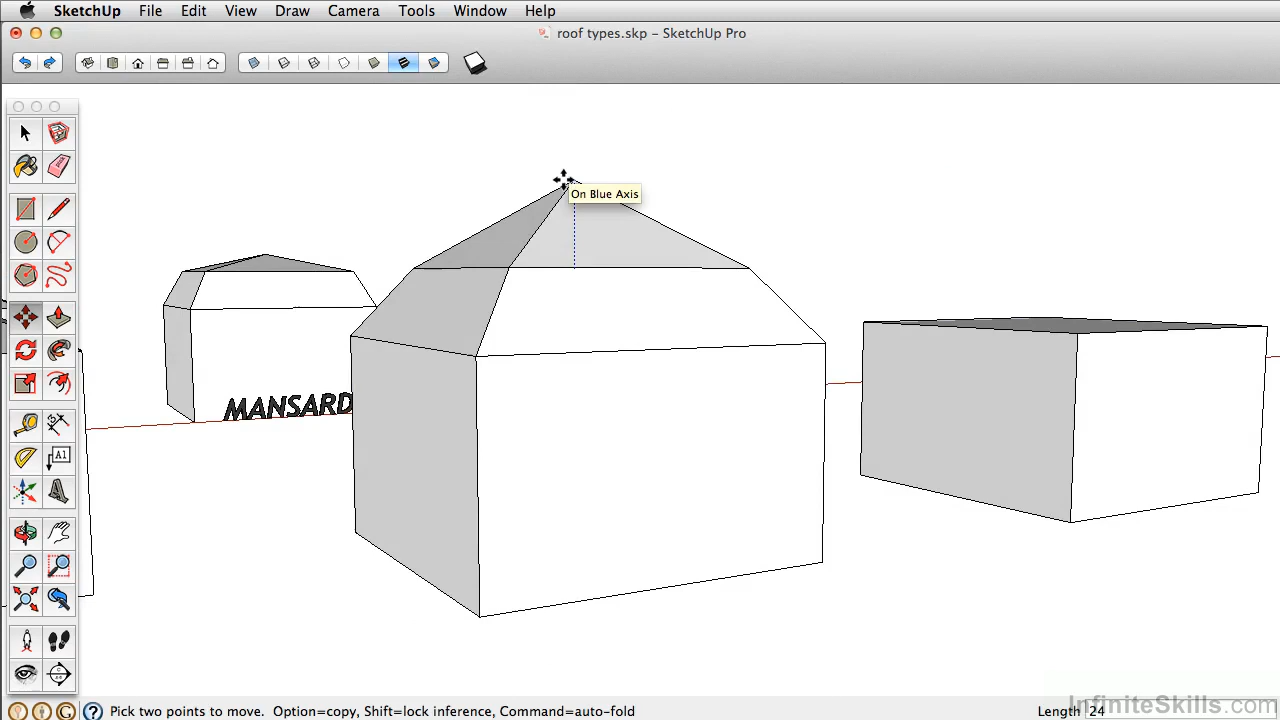 SketchUp File Edit View Draw Camera Tools Window Help
roof types.skp – SketchUp Pro
On Blue Axis
MANSARD
A1
Pick two points to move. Option=copy, Shift=lock inference, Command=auto-fold
Length 24
InfiniteSkills.com